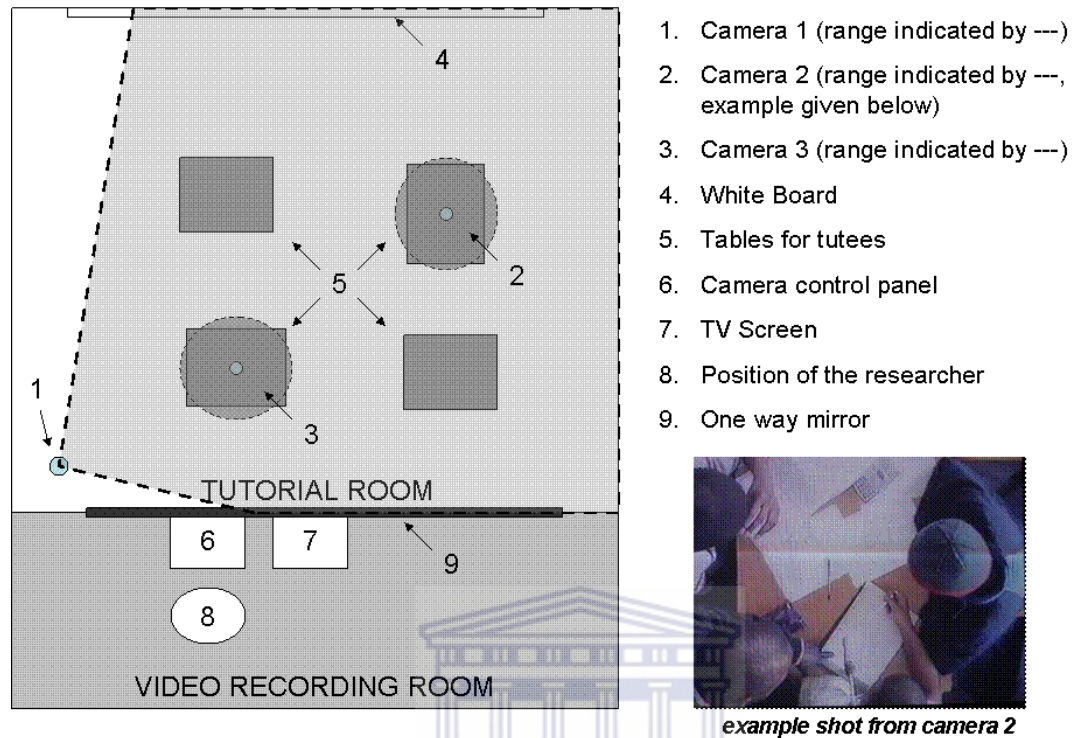 4
2
5
1
3
TUTORIAL ROOM
6
7
9
8
VIDEO RECORDING ROOM
1. Camera 1 (range indicated by ---)
2. Camera 2 (range indicated by ---,
example given below)
3. Camera 3 (range indicated by ---)
4. White Board
5. Tables for tutees
6. Camera control panel
7. TV Screen
8. Position of the researcher
9. One way mirror
example shot from camera 2